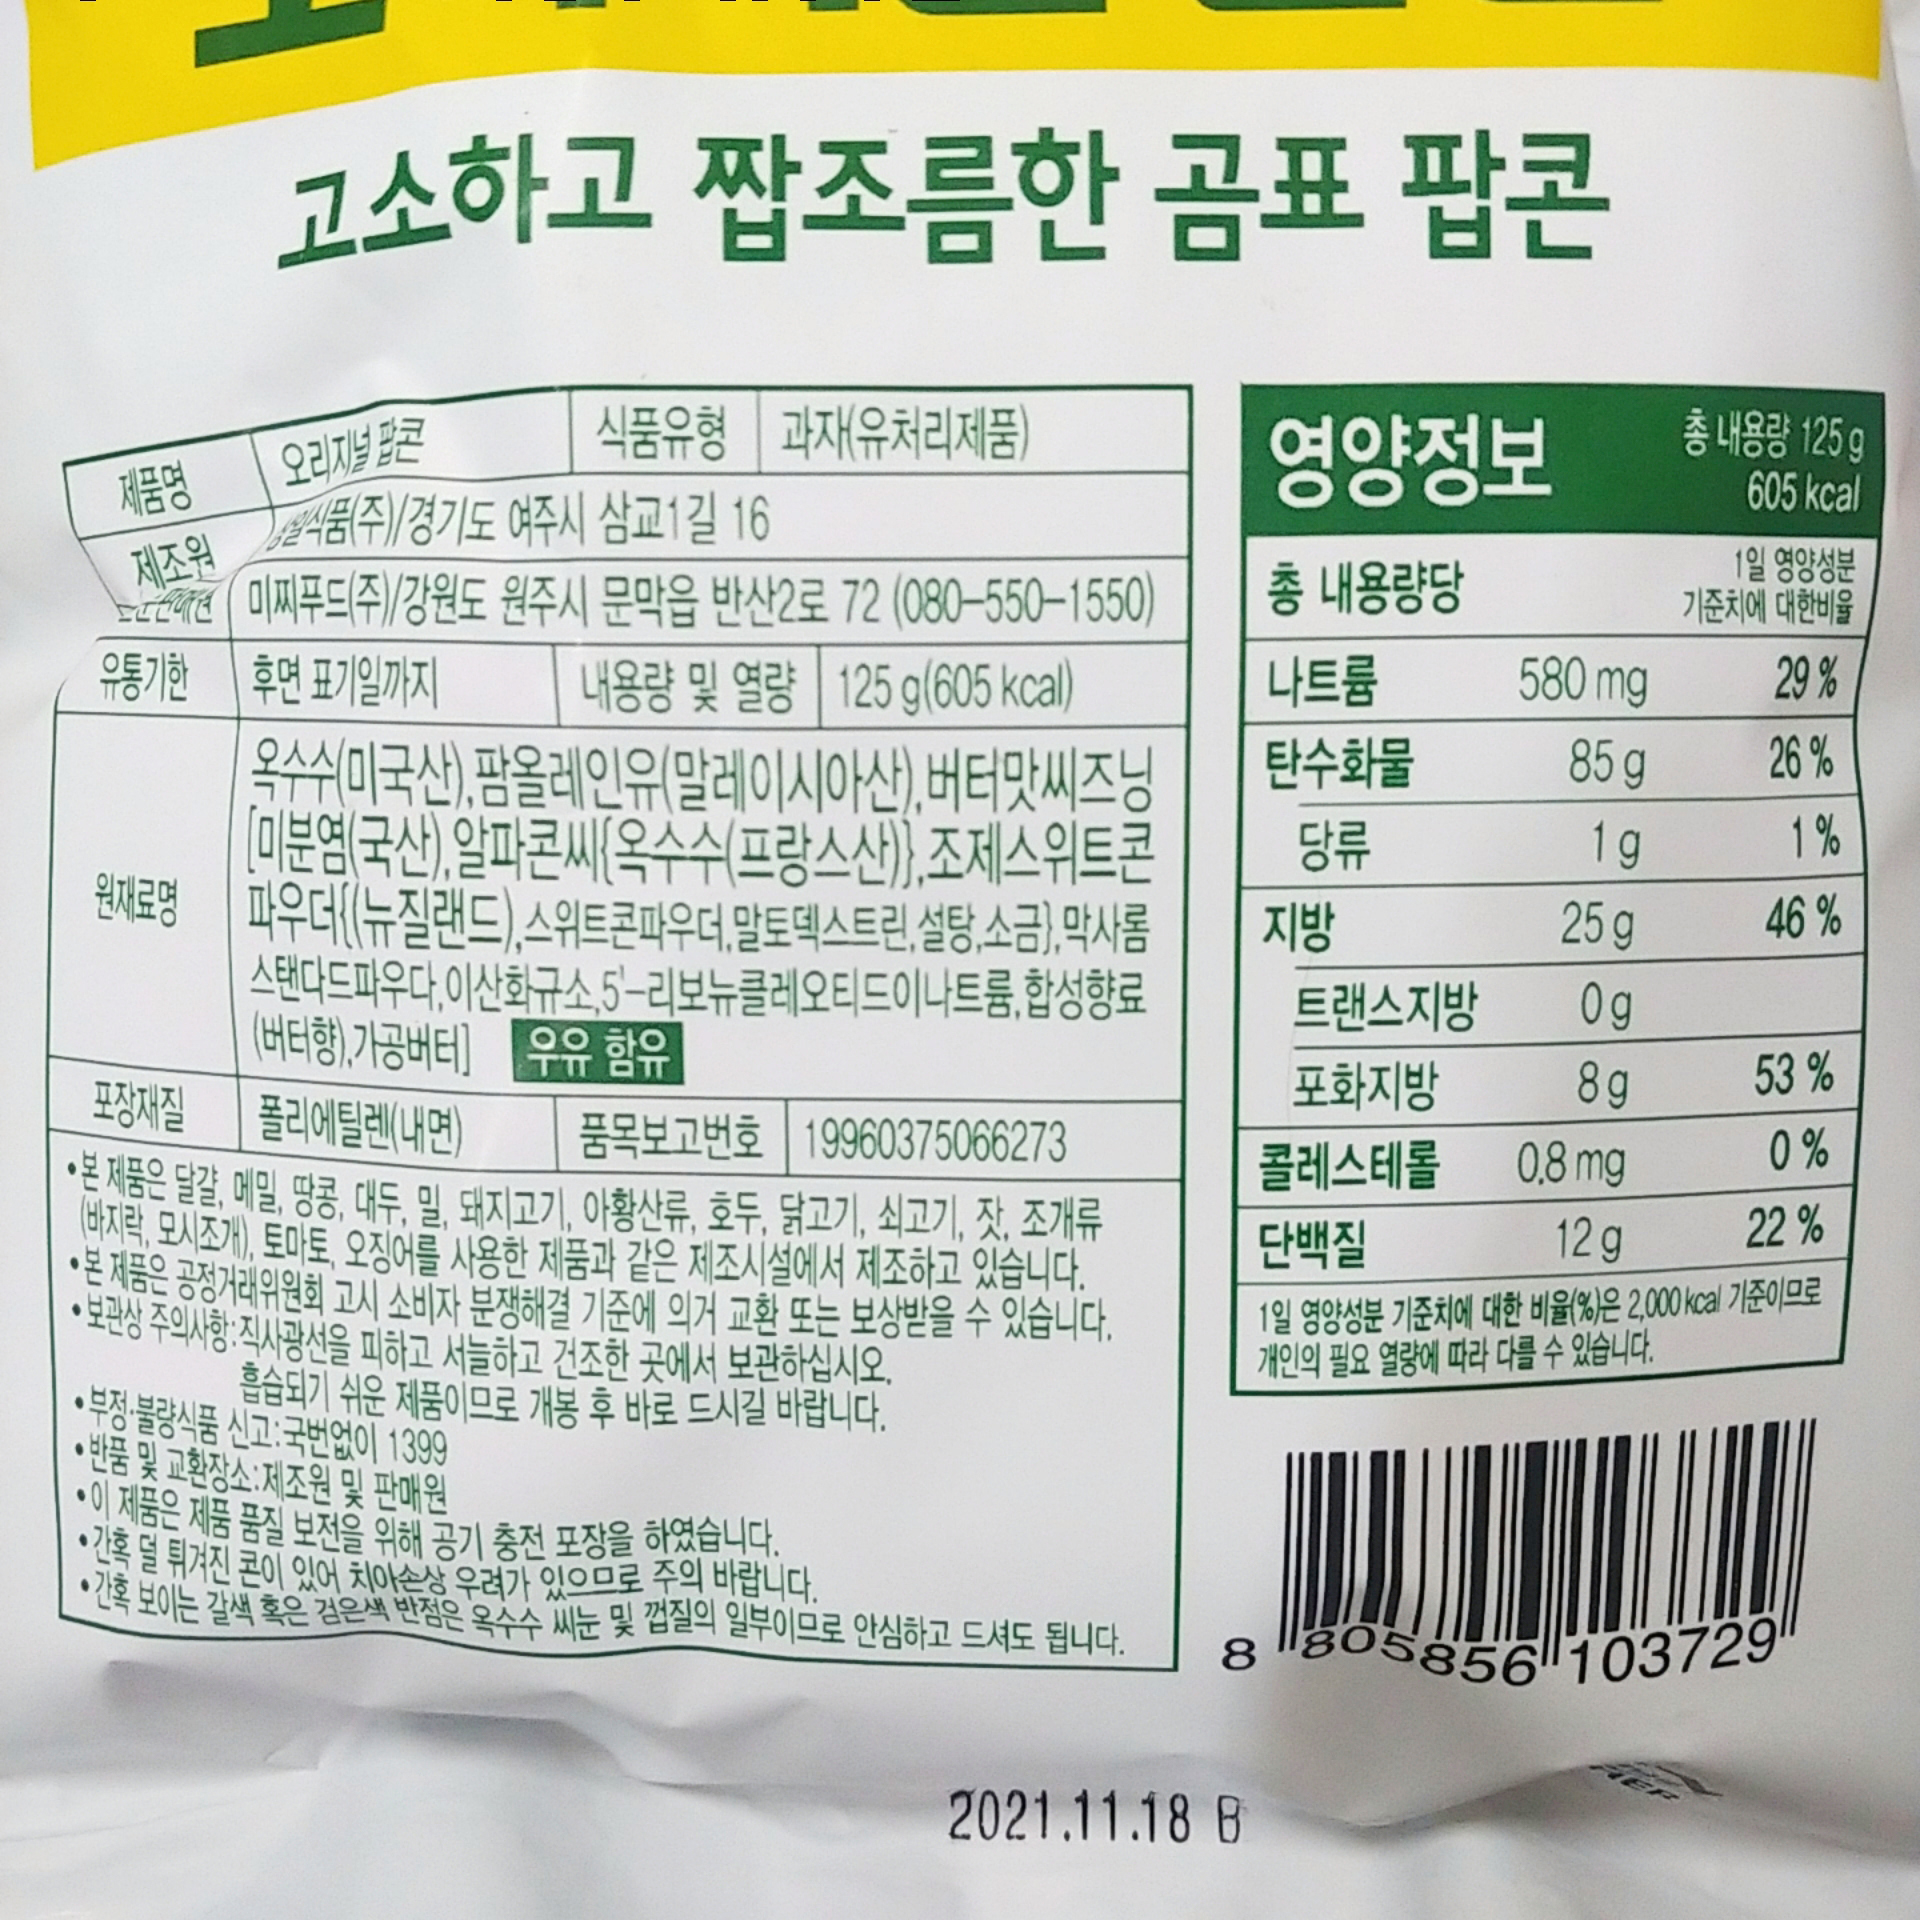 고소하고 짭조름한 곰표 팝콘
제품명 오리지널 팝콘 식품유형 과자(유처리제품)
제조원 식품(주)/경기도 여주시 삼교1길 16
미찌푸드(주)/강원도 원주시 문막읍 반산2로 72 (080-550-1550)
유통기한 후면 표기일까지 내용량 및 열량 125 g(605 kcal)
원재료명
옥수수(미국산),팜올레인유(말레이시아산),버터맛씨즈닝
[미분염(국산),알파콘씨{옥수수(프랑스산)},조제스위트콘
파우더{(뉴질랜드),스위트콘파우더,말토덱스트린,설탕,소금},막사롬
스탠다드파우다,이산화규소,5'-리보뉴클레오티드이나트륨,합성향료
(버터향),가공버터] 우유 함유
포장재질 폴리에틸렌(내면) 품목보고번호 19960375066273
•본 제품은 달걀, 메밀, 땅콩, 대두, 밀, 돼지고기, 아황산류, 호두, 닭고기, 쇠고기, 잣, 조개류
(바지락, 모시조개), 토마토, 오징어를 사용한 제품과 같은 제조시설에서 제조하고 있습니다.
•본 제품은 공정거래위원회 고시 소비자 분쟁해결 기준에 의거 교환 또는 보상받을 수 있습니다.
•보관상 주의사항:직사광선을 피하고 서늘하고 건조한 곳에서 보관하십시오.
흡습되기 쉬운 제품이므로 개봉 후 바로 드시길 바랍니다.
•부정·불량식품 신고:국번없이 1399
•반품 및 교환장소:제조원 및 판매원
•이 제품은 제품 품질 보전을 위해 공기 충전 포장을 하였습니다.
•간혹 덜 튀겨진 콘이 있어 치아손상 우려가 있으므로 주의 바랍니다.
•간혹 보이는 갈색 혹은 검은색 반점은 옥수수 씨눈 및 껍질의 일부이므로 안심하고 드셔도 됩니다.
영양정보 총 내용량 125 g
605 kcal
총 내용량당 1일 영양성분
기준치에 대한비율
나트륨 580 mg 29 %
탄수화물 85 g 26 %
당류 1 g 1 %
지방 25 g 46 %
트랜스지방 0 g
포화지방 8 g 53 %
콜레스테롤 0.8 mg 0 %
단백질 12 g 22 %
1일 영양성분 기준치에 대한 비율(%)은 2,000 kcal 기준이므로
개인의 필요 열량에 따라 다를 수 있습니다.
8 805856 103729
2021.11.18 B